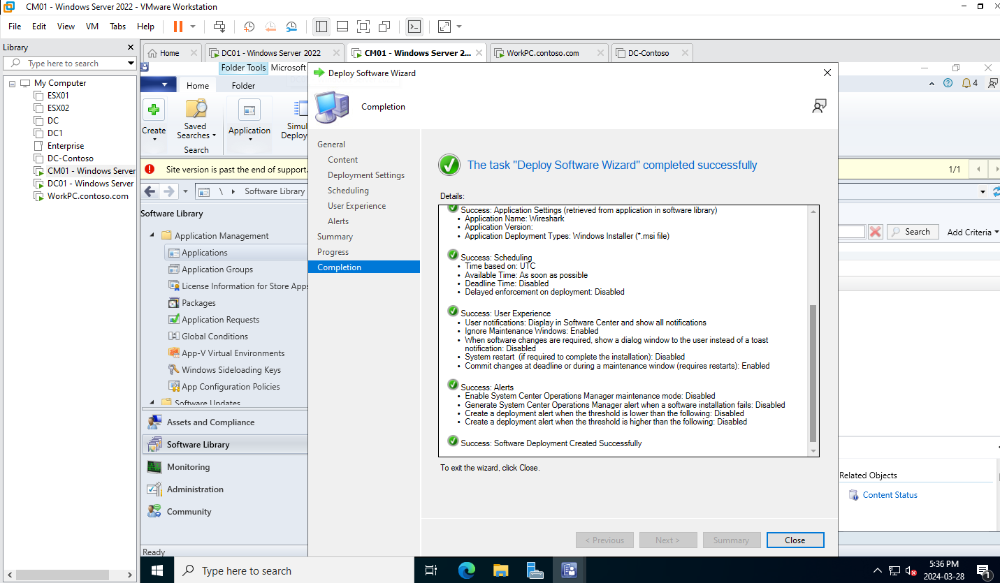 CM01 - Windows Server 2022 - VMware Workstation
File Edit View VM Tabs Help
Library
Type here to search
My Computer
ESX01
ESX02
DC
DC1
Enterprise
DC-Contoso
CM01 - Windows Server
DC01 - Windows Server
WorkPC.contoso.com
Home
DC01 - Windows Server 2022
CM01 - Windows Server 2...
WorkPC.contoso.com
DC-Contoso
Folder Tools Microsoft
Home Folder
4
Create
Saved Searches
Search
Application
Simul
Deploy
Site version is past the end of support.
1/1
\ Software Library
Software Library
Application Management
Applications
Application Groups
License Information for Store Apps
Packages
Application Requests
Global Conditions
App-V Virtual Environments
Windows Sideloading Keys
App Configuration Policies
Software Updates
Assets and Compliance
Software Library
Monitoring
Administration
Community
Ready
Deploy Software Wizard
Completion
General
Content
Deployment Settings
Scheduling
User Experience
Alerts
Summary
Progress
Completion
The task "Deploy Software Wizard" completed successfully
Details:
Success: Application Settings (retrieved from application in software library)
• Application Name: Wireshark
• Application Version:
• Application Deployment Types: Windows Installer (*.msi file)
Success: Scheduling
• Time based on: UTC
• Available Time: As soon as possible
• Deadline Time: Disabled
• Delayed enforcement on deployment: Disabled
Success: User Experience
• User notifications: Display in Software Center and show all notifications
• Ignore Maintenance Windows: Enabled
• When software changes are required, show a dialog window to the user instead of a toast
notification: Disabled
• System restart (if required to complete the installation): Disabled
• Commit changes at deadline or during a maintenance window (requires restarts): Enabled
Success: Alerts
• Enable System Center Operations Manager maintenance mode: Disabled
• Generate System Center Operations Manager alert when a software installation fails: Disabled
• Create a deployment alert when the threshold is lower than the following: Disabled
• Create a deployment alert when the threshold is higher than the following: Disabled
Success: Software Deployment Created Successfully
To exit the wizard, click Close.
< Previous Next > Summary Close
Search Add Criteria
Related Objects
Content Status
Type here to search
5:36 PM
2024-03-28
1